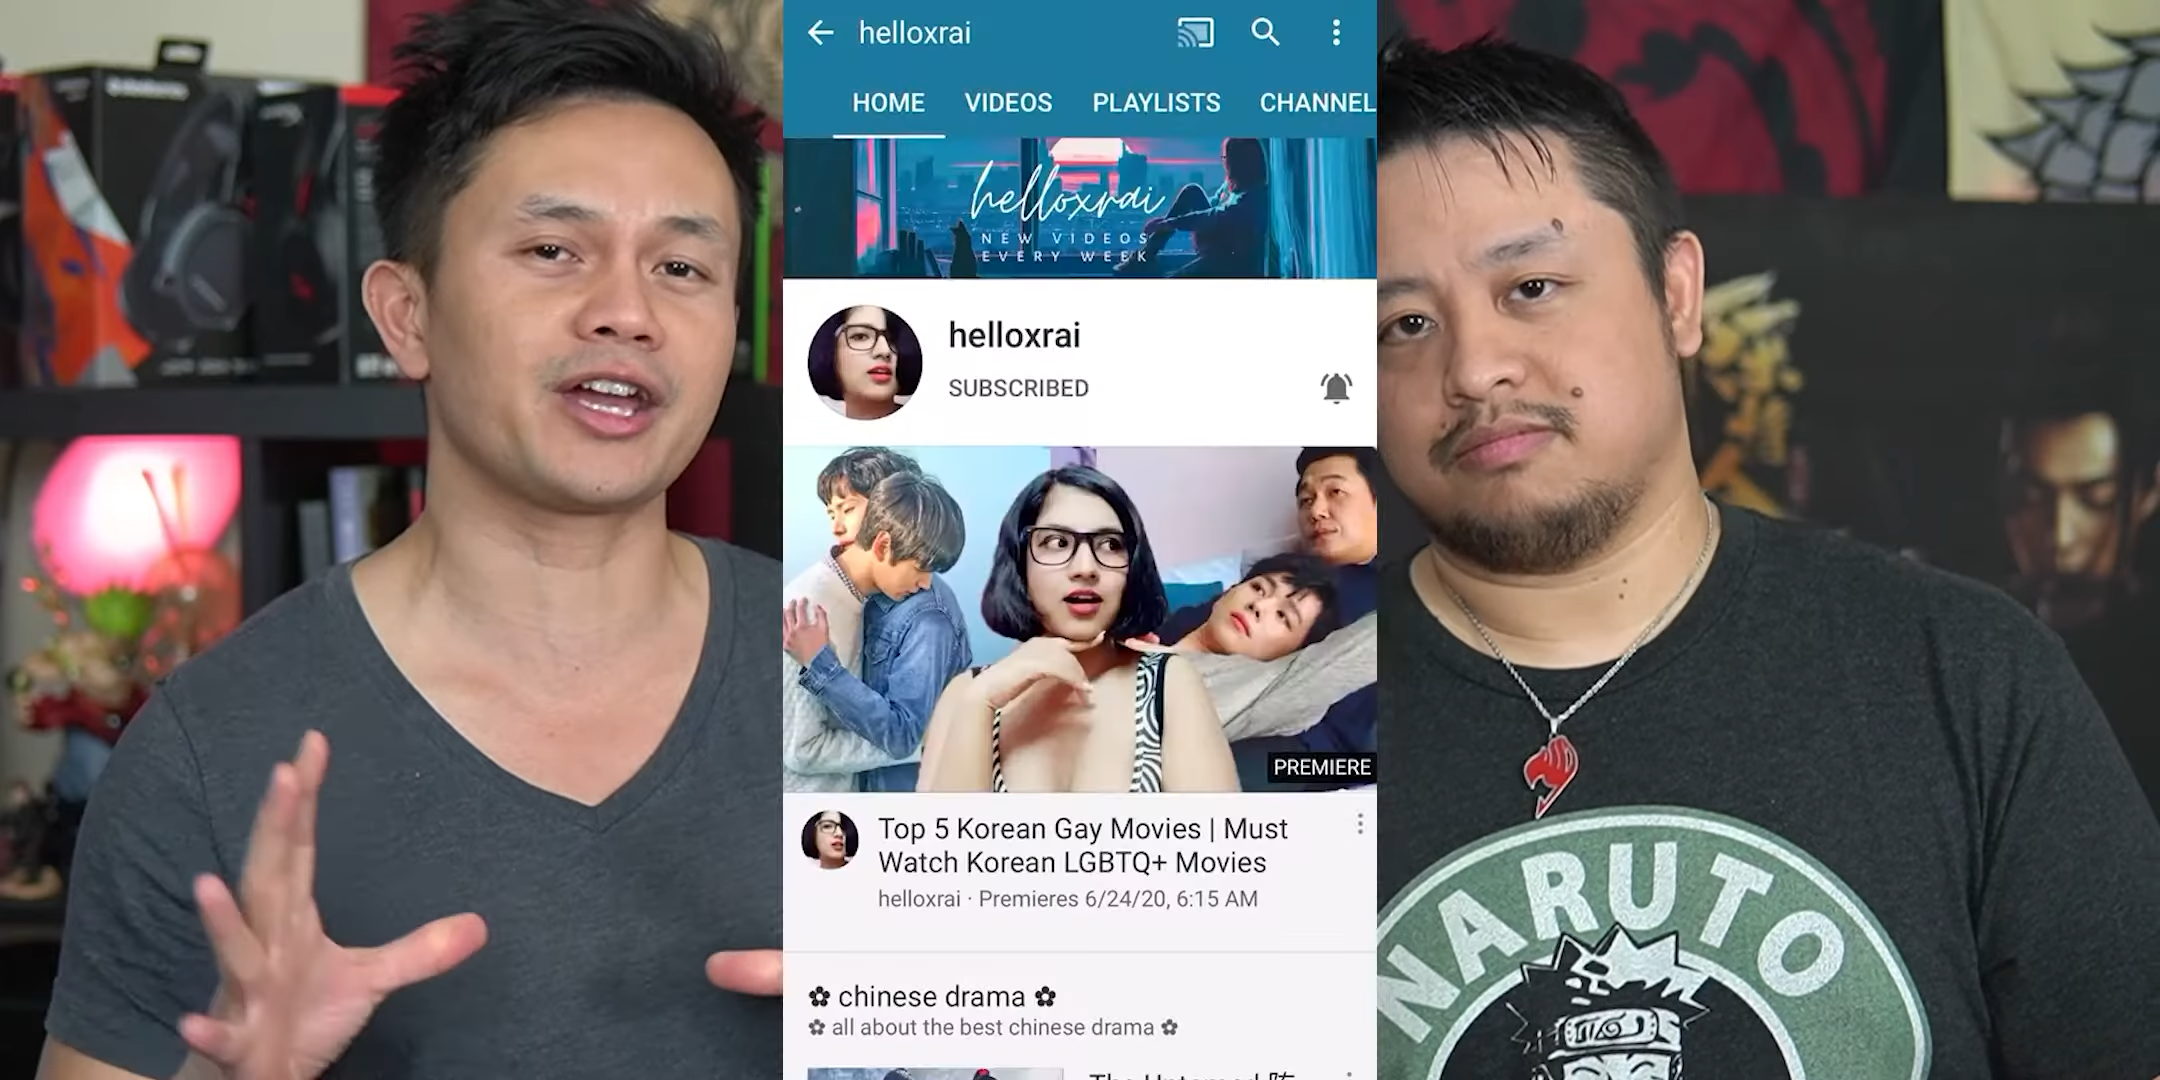 helloxrai
HOME VIDEOS PLAYLISTS CHANNEL
helloxrai
NEW VIDEOS
EVERY WEEK
helloxrai
SUBSCRIBED
PREMIERE
Top 5 Korean Gay Movies | Must
Watch Korean LGBTQ+ Movies
helloxrai · Premieres 6/24/20, 6:15 AM
✿ chinese drama ✿
✿ all about the best chinese drama ✿
NARUTO